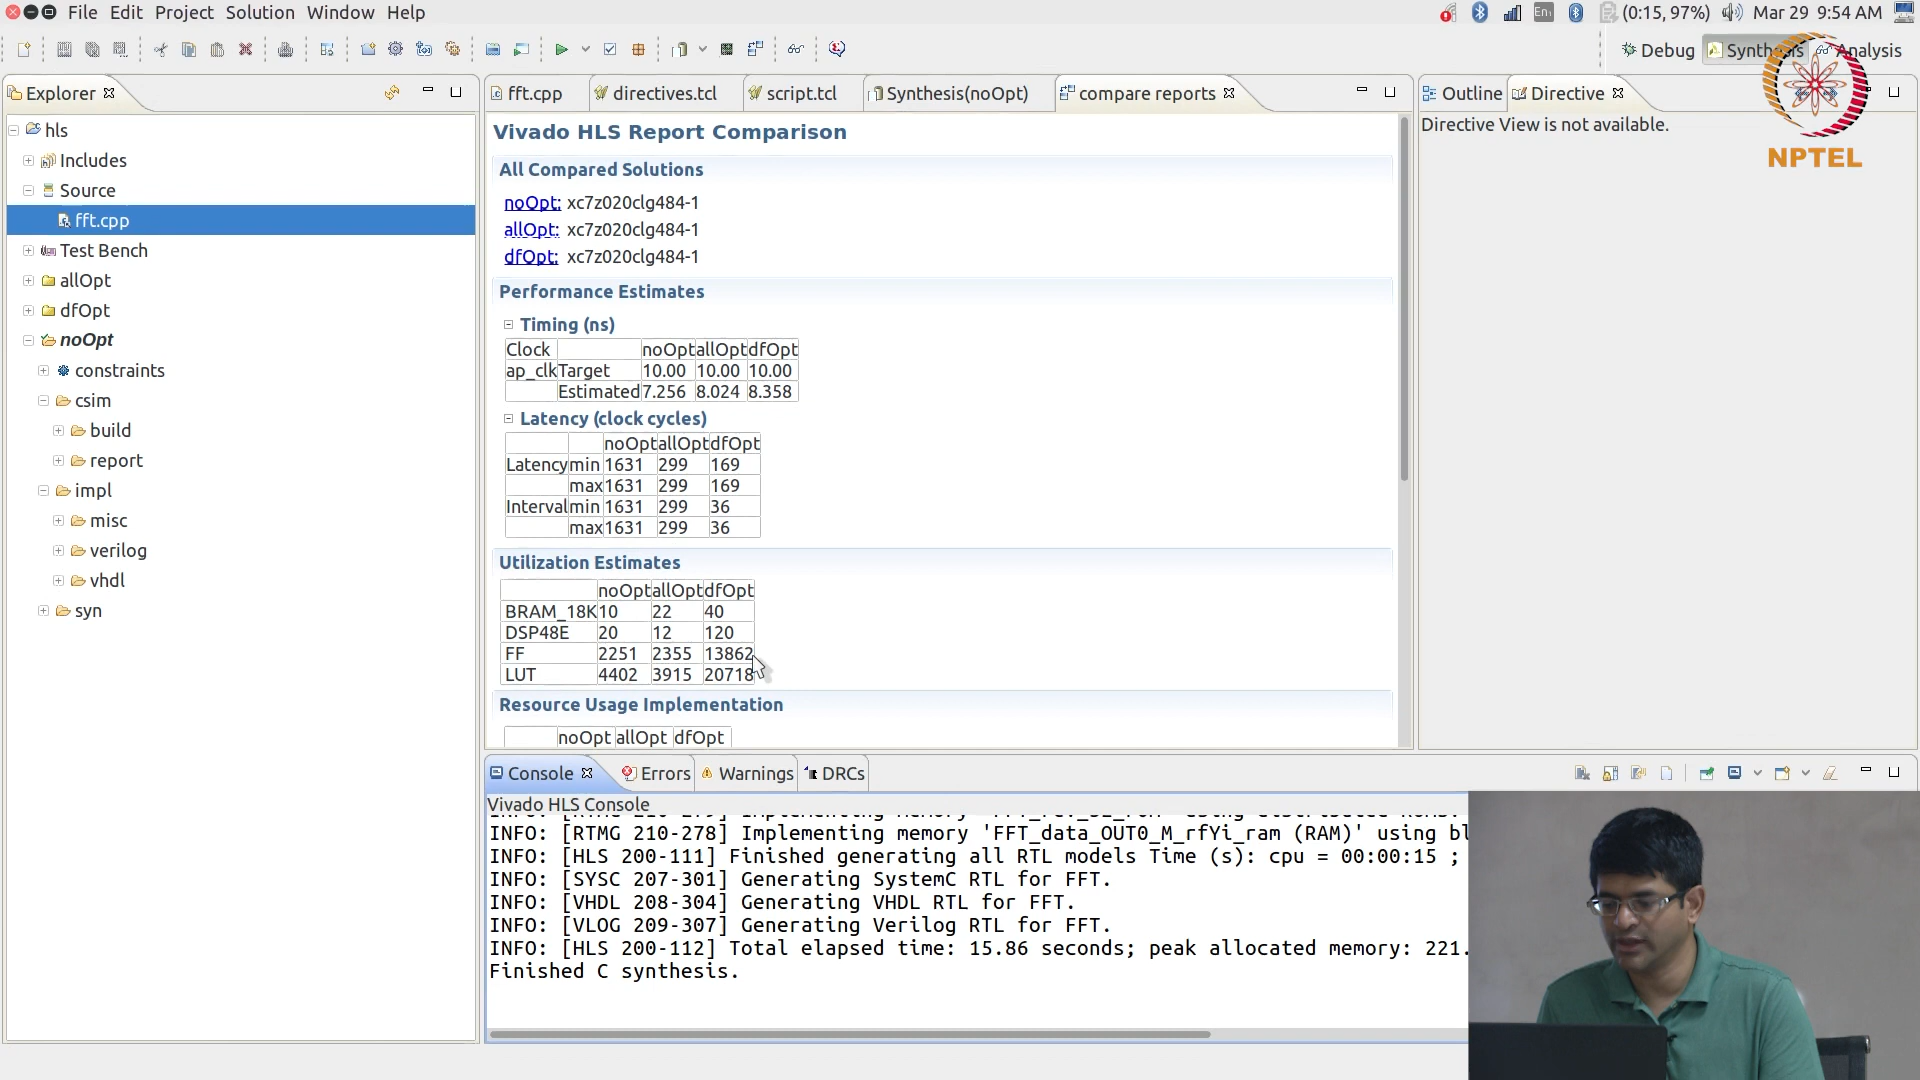 File Edit Project Solution Window Help
En₁
(0:15, 97%)
Mar 29 9:54 AM
Debug
Synthesis
Analysis
Explorer
fft.cpp
directives.tcl
script.tcl
Synthesis(noOpt)
compare reports
Outline
Directive
NPTEL
hls
Includes
Source
fft.cpp
Test Bench
allOpt
dfOpt
noOpt
constraints
csim
build
report
impl
misc
verilog
vhdl
syn
Vivado HLS Report Comparison
All Compared Solutions
noOpt: xc7z020clg484-1
allOpt: xc7z020clg484-1
dfOpt: xc7z020clg484-1
Performance Estimates
Timing (ns)
Clock noOpt allOpt dfOpt
ap_clk Target 10.00 10.00 10.00
Estimated 7.256 8.024 8.358
Latency (clock cycles)
noOpt allOpt dfOpt
Latency min 1631 299 169
max 1631 299 169
Interval min 1631 299 36
max 1631 299 36
Utilization Estimates
noOpt allOpt dfOpt
BRAM_18K 10 22 40
DSP48E 20 12 120
FF 2251 2355 13862
LUT 4402 3915 20718
Resource Usage Implementation
noOpt allOpt dfOpt
Directive View is not available.
Console
Errors
Warnings
DRCs
Vivado HLS Console
INFO: [RTMG 210-278] Implementing memory 'FFT_data_OUT0_M_rfYi_ram (RAM)' using bl
INFO: [HLS 200-111] Finished generating all RTL models Time (s): cpu = 00:00:15 ;
INFO: [SYSC 207-301] Generating SystemC RTL for FFT.
INFO: [VHDL 208-304] Generating VHDL RTL for FFT.
INFO: [VLOG 209-307] Generating Verilog RTL for FFT.
INFO: [HLS 200-112] Total elapsed time: 15.86 seconds; peak allocated memory: 221.
Finished C synthesis.